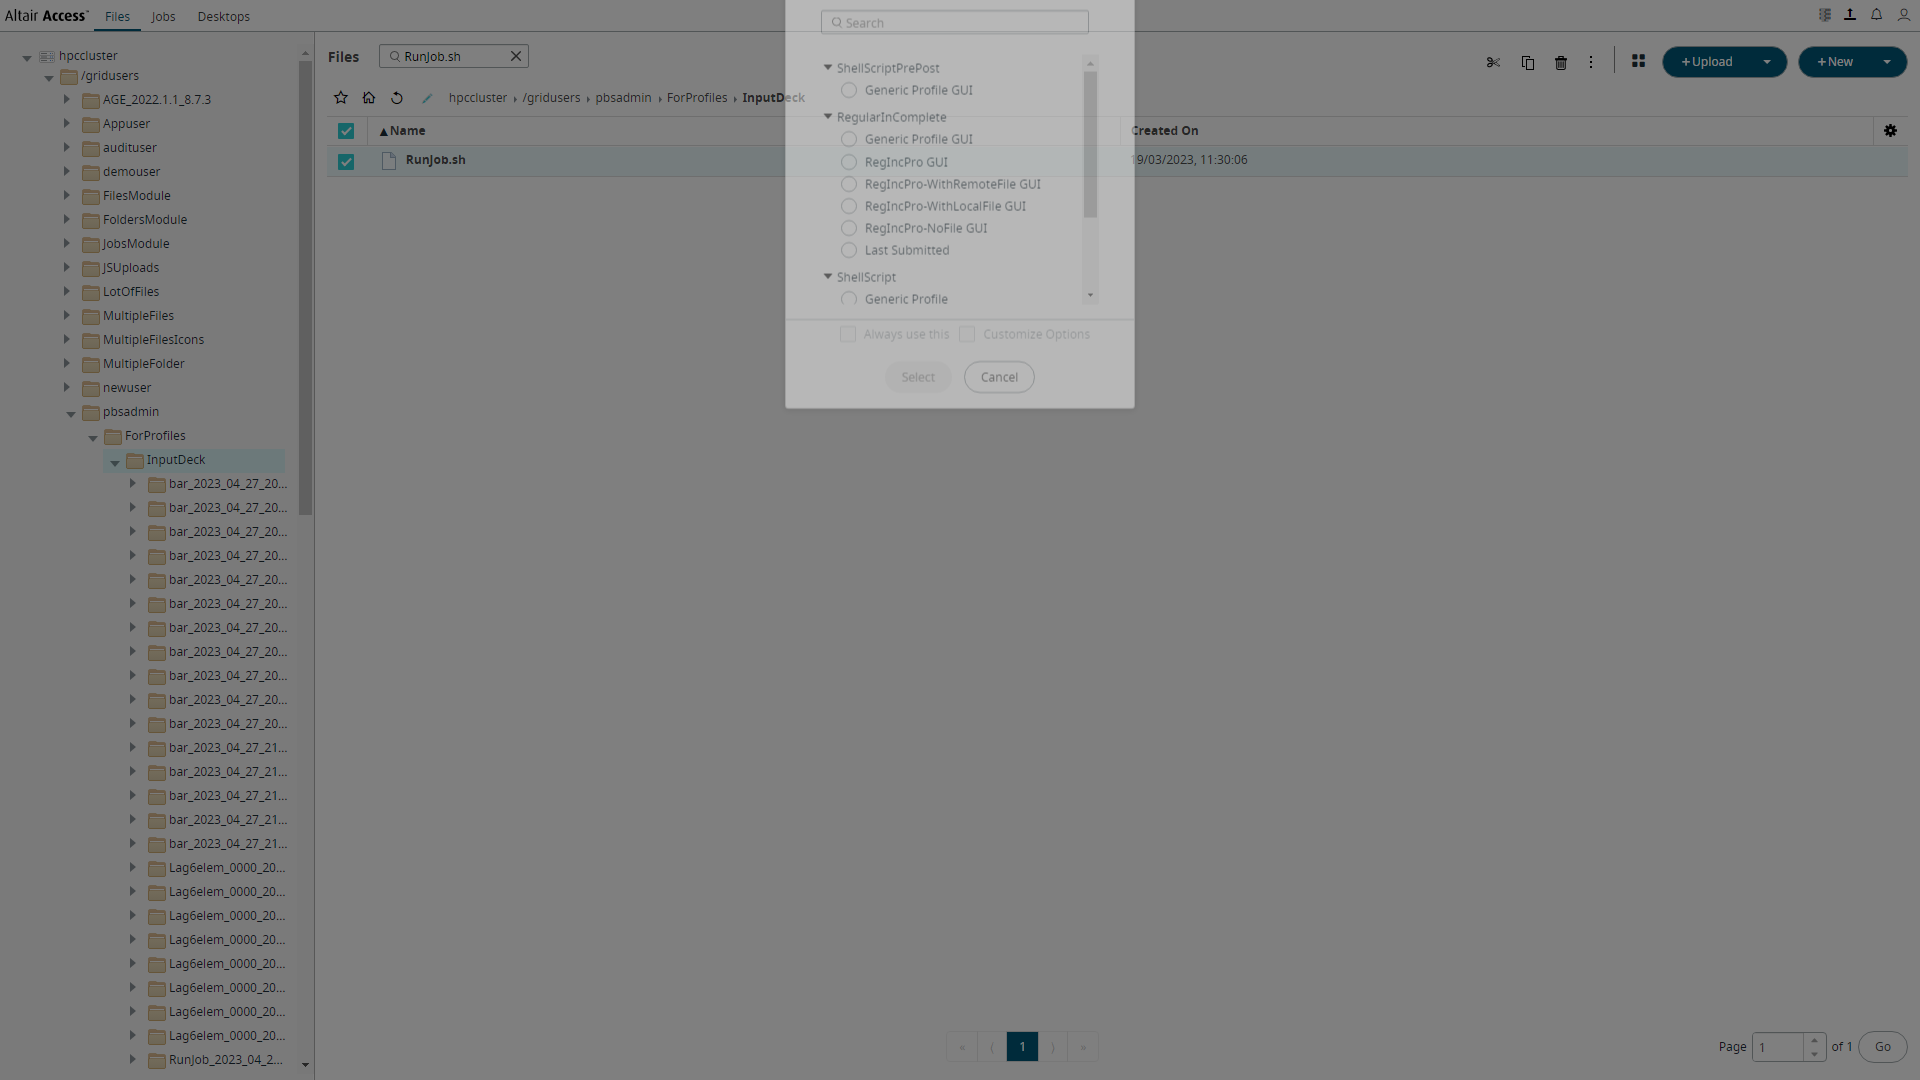 Altair Access™ Files Jobs Desktops
hpccluster
/gridusers
AGE_2022.1.1_8.7.3
Appuser
audituser
demouser
FilesModule
FoldersModule
JobsModule
JSUploads
LotOfFiles
MultipleFiles
MultipleFilesIcons
MultipleFolder
newuser
pbsadmin
ForProfiles
InputDeck
bar_2023_04_27_20...
bar_2023_04_27_20...
bar_2023_04_27_20...
bar_2023_04_27_20...
bar_2023_04_27_20...
bar_2023_04_27_20...
bar_2023_04_27_20...
bar_2023_04_27_20...
bar_2023_04_27_20...
bar_2023_04_27_20...
bar_2023_04_27_20...
bar_2023_04_27_21...
bar_2023_04_27_21...
bar_2023_04_27_21...
bar_2023_04_27_21...
bar_2023_04_27_21...
Lag6elem_0000_20...
Lag6elem_0000_20...
Lag6elem_0000_20...
Lag6elem_0000_20...
Lag6elem_0000_20...
Lag6elem_0000_20...
Lag6elem_0000_20...
Lag6elem_0000_20...
RunJob_2023_04_2...
Files RunJob.sh
+Upload +New
hpccluster /gridusers pbsadmin ForProfiles InputDeck
Name Created On
RunJob.sh 19/03/2023, 11:30:06
Search
ShellScriptPrePost
Generic Profile GUI
RegularInComplete
Generic Profile GUI
RegIncPro GUI
RegIncPro-WithRemoteFile GUI
RegIncPro-WithLocalFile GUI
RegIncPro-NoFile GUI
Last Submitted
ShellScript
Generic Profile
Always use this Customize Options
Select Cancel
« ⟨ 1 ⟩ »
Page 1 of 1 Go